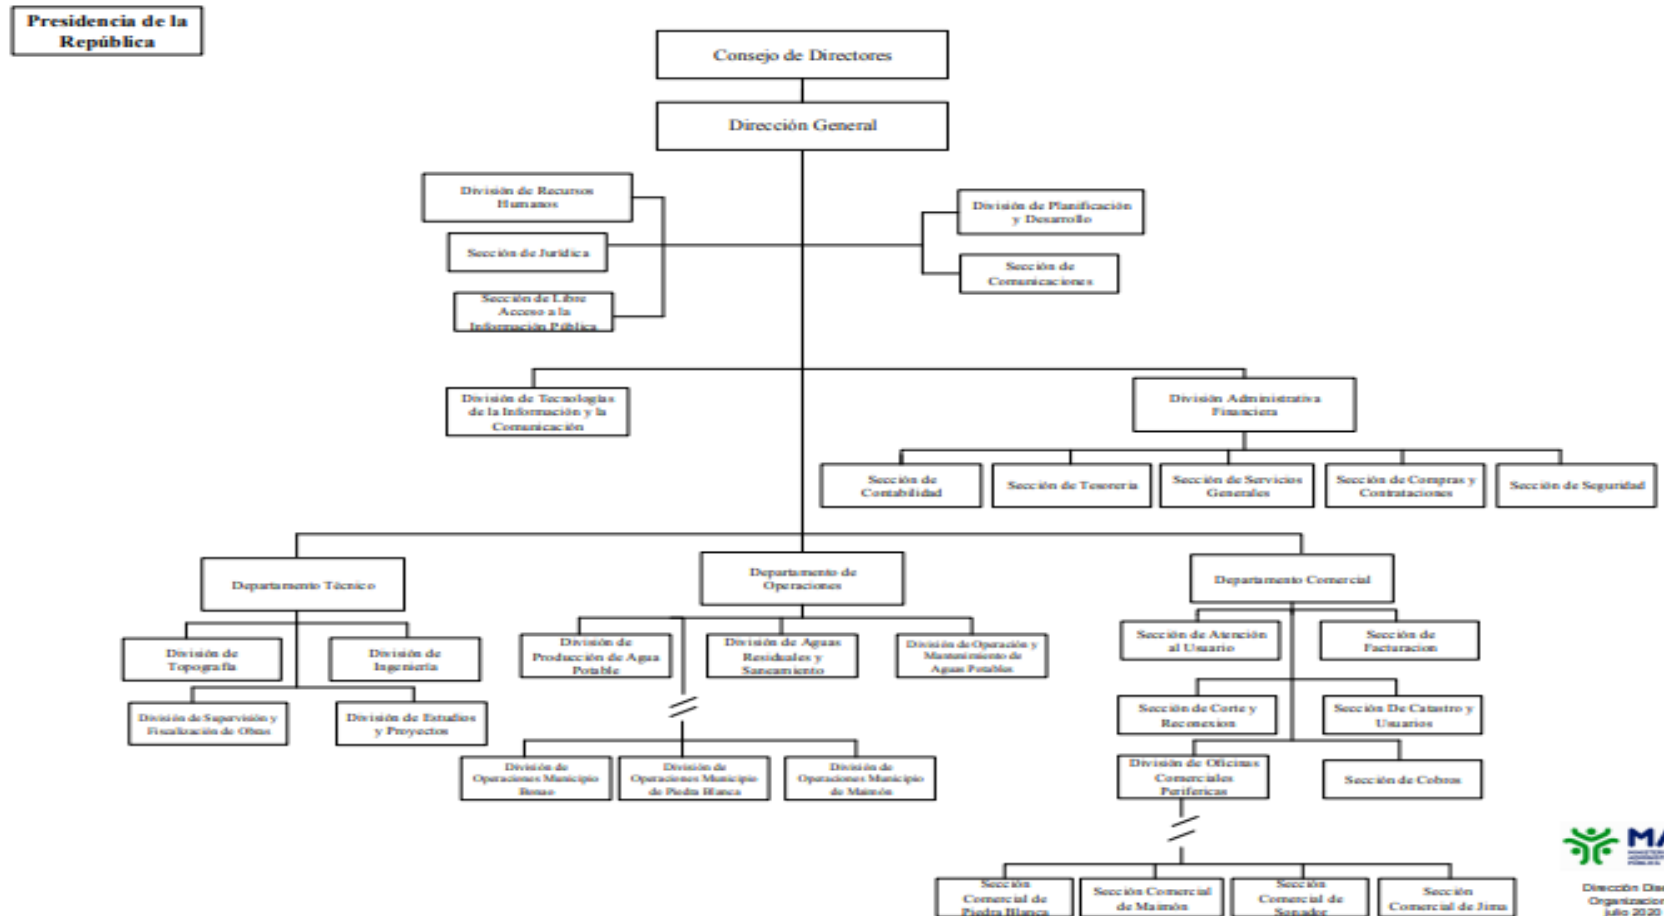 Presidencia de la
República
Consejo de Directores
Dirección General
División de Recursos
Humanos
División de Planificación
y Desarrollo
Sección de Jurídica
Sección de
Comunicaciones
Sección de Libre
Acceso a la
Información Pública
División de Tecnologías
de la Información y la
Comunicación
División Administrativa
Financiera
Sección de
Contabilidad
Sección de Tesorería
Sección de Servicios
Generales
Sección de Compras y
Contrataciones
Sección de Seguridad
Departamento Técnico
Departamento de
Operaciones
Departamento Comercial
División de
Topografía
División de
Ingeniería
División de
Producción de Agua
Potable
División de Aguas
Residuales y
Saneamiento
División de Operación y
Mantenimiento de
Aguas Potables
Sección de Atención
al Usuario
Sección de
Facturacion
División de Supervisión y
Fiscalización de Obras
División de Estudios
y Proyectos
Sección de Corte y
Reconexion
Sección De Catastro y
Usuarios
División de
Operaciones Municipio
Bonao
División de
Operaciones Municipio
de Piedra Blanca
División de
Operaciones Municipio
de Maimón
División de Oficinas
Comerciales
Perifericas
Sección de Cobros
Sección
Comercial de
Piedra Blanca
Sección Comercial
de Maimón
Sección
Comercial de
Sonador
Sección
Comercial de Jima
MA
Dirección Dise
Organizacion
julio 2020